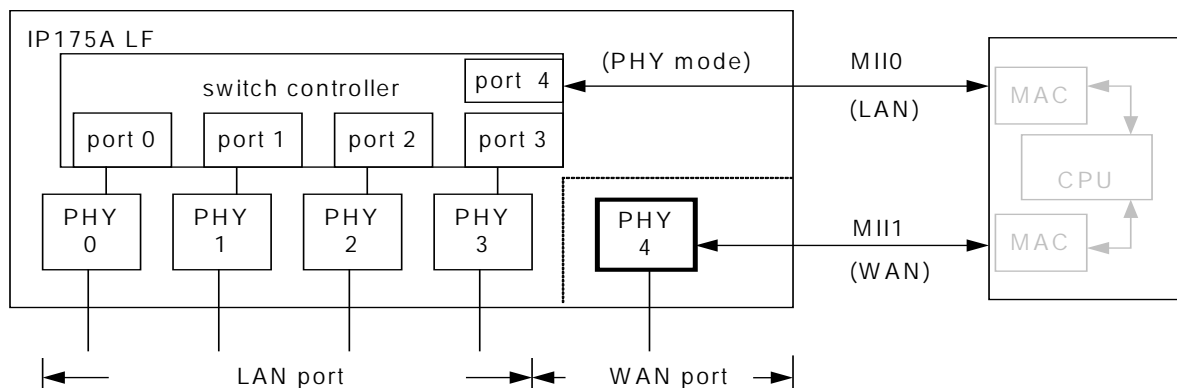 IP175A LF
switch controller
port 4
(PHY mode)
MII0
(LAN)
MAC
port 0
port 1
port 2
port 3
CPU
PHY 0
PHY 1
PHY 2
PHY 3
PHY 4
MII1
(WAN)
MAC
LAN port
WAN port